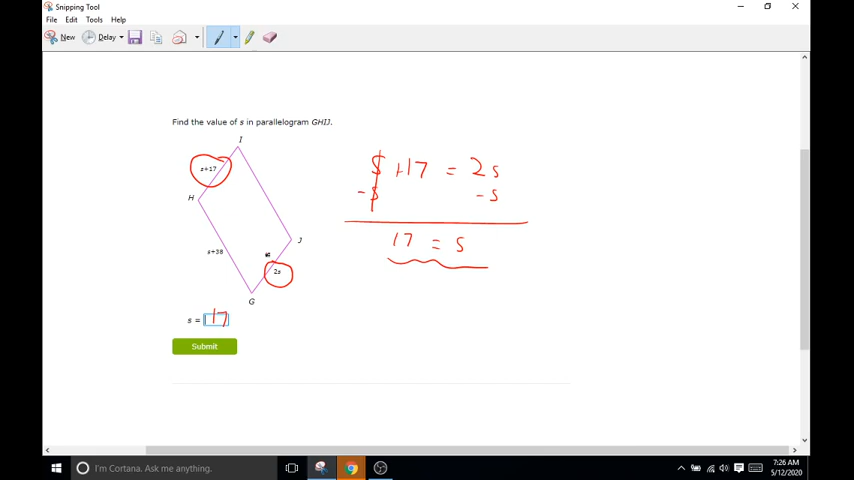 Snipping Tool
File Edit Tools Help
New Delay
Find the value of s in parallelogram GHIJ.
I
s+17
H
J
s+38
2s
G
s + 17 = 2s
- s - s
17 = s
s = 17
Submit
I'm Cortana. Ask me anything.
7:26 AM
5/12/2020